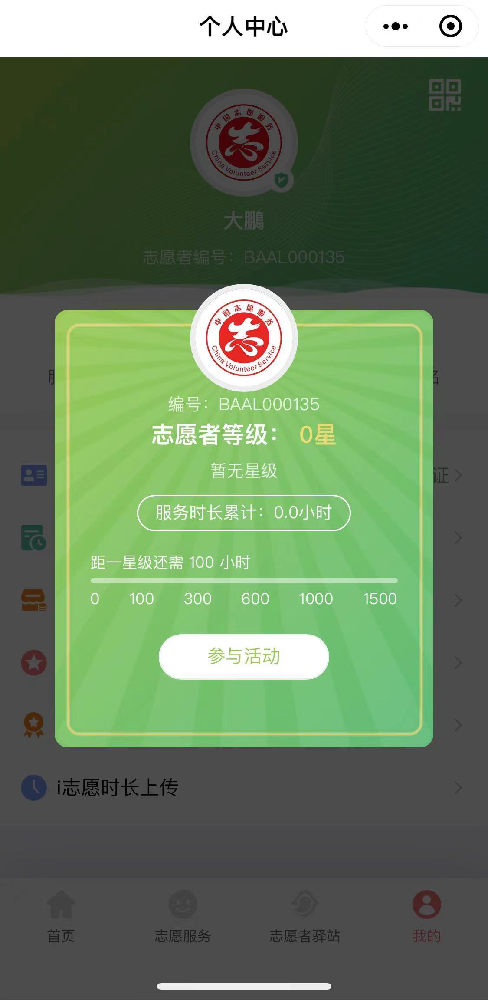 个人中心
中国志愿服务
China Volunteer Service
大鵬
志愿者编号：BAAL000135
中国志愿服务
China Volunteer Service
编号：BAAL000135
志愿者等级： 0星
暂无星级
证
服务时长累计：0.0小时
距一星级还需 100 小时
0 100 300 600 1000 1500
参与活动
i志愿时长上传
首页 志愿服务 志愿者驿站 我的